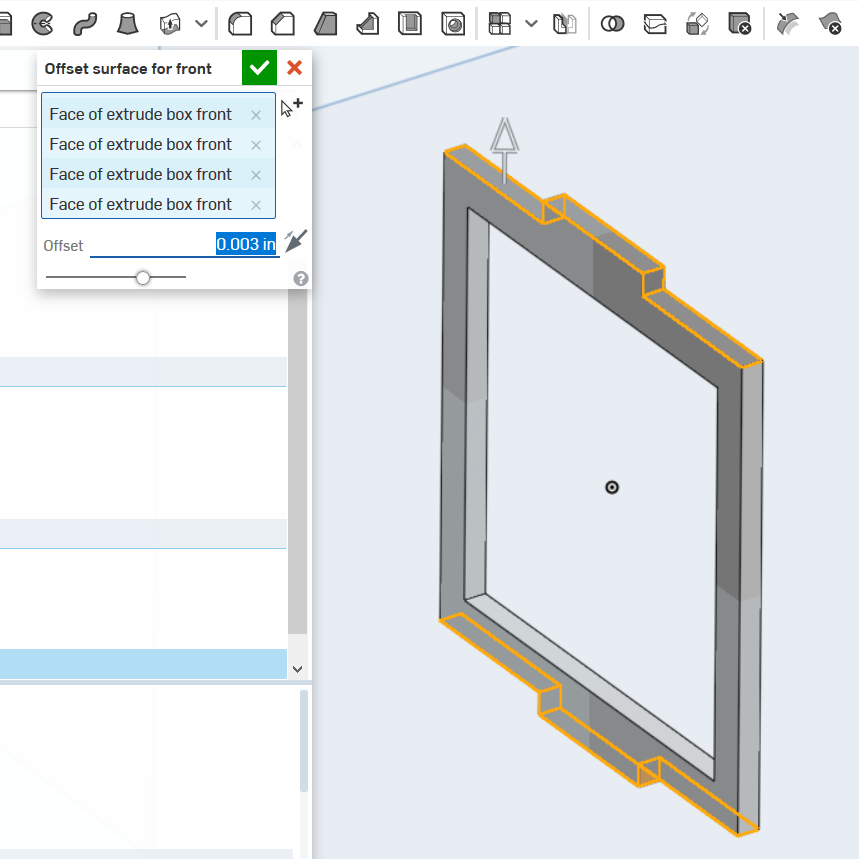 Offset surface for front
Face of extrude box front
Face of extrude box front
Face of extrude box front
Face of extrude box front
Offset 0.003 in